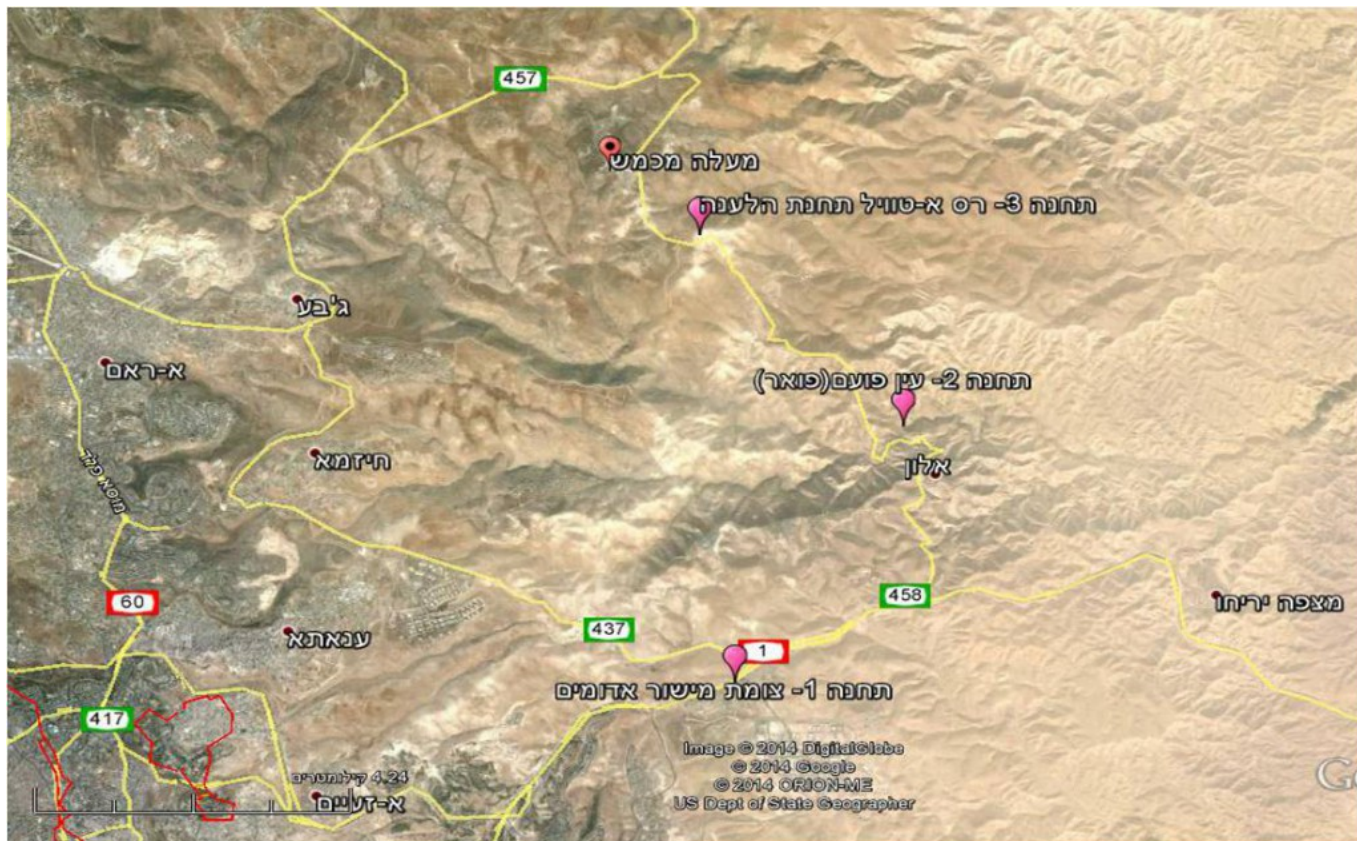 457
מעלה מכמש
תחנה 3- רס א-טוויל תחנת הלענה
ג'בע
א-ראם
תחנה 2- עין פועם(פואר)
חיזמא
אלון
60
458
מצפה יריחו
437
ענאתא
1
תחנה 1- צומת מישור אדומים
417
Image © 2014 DigitalGlobe
© 2014 Google
© 2014 ORION-ME
US Dept of State Geographer
4.24 קילומטרים
א-זעיים